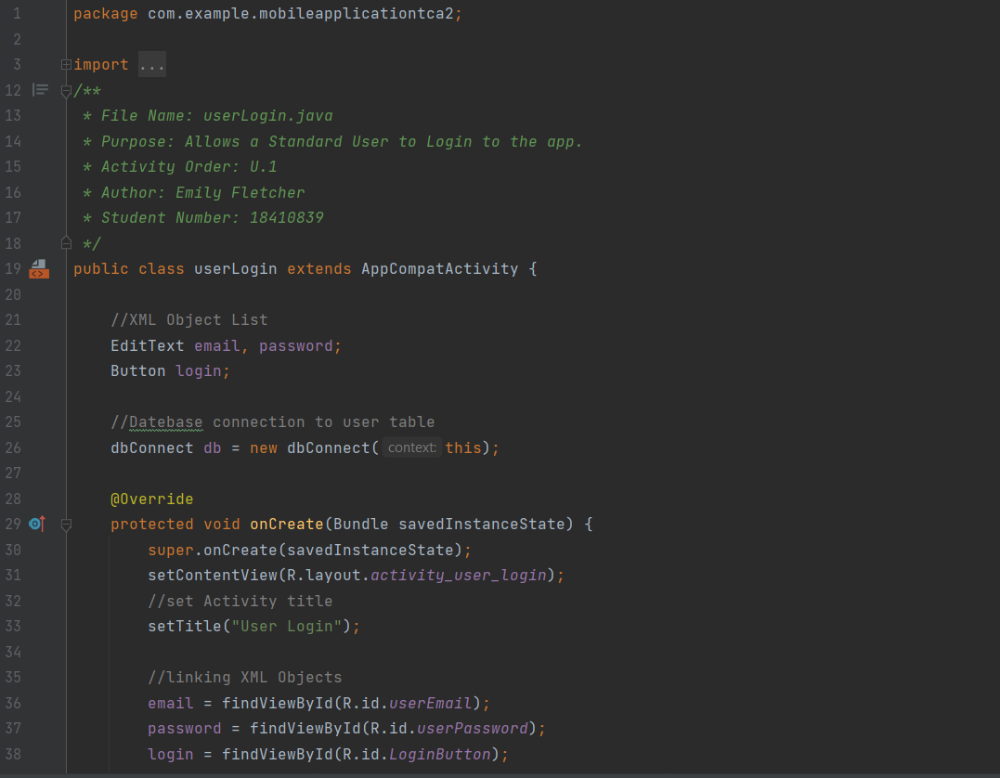 1 package com.example.mobileapplicationtca2;
2
3 import ...
12 /**
13 * File Name: userLogin.java
14 * Purpose: Allows a Standard User to Login to the app.
15 * Activity Order: U.1
16 * Author: Emily Fletcher
17 * Student Number: 18410839
18 */
19 public class userLogin extends AppCompatActivity {
20
21 //XML Object List
22 EditText email, password;
23 Button login;
24
25 //Datebase connection to user table
26 dbConnect db = new dbConnect( context: this);
27
28 @Override
29 protected void onCreate(Bundle savedInstanceState) {
30 super.onCreate(savedInstanceState);
31 setContentView(R.layout.activity_user_login);
32 //set Activity title
33 setTitle("User Login");
34
35 //linking XML Objects
36 email = findViewById(R.id.userEmail);
37 password = findViewById(R.id.userPassword);
38 login = findViewById(R.id.LoginButton);